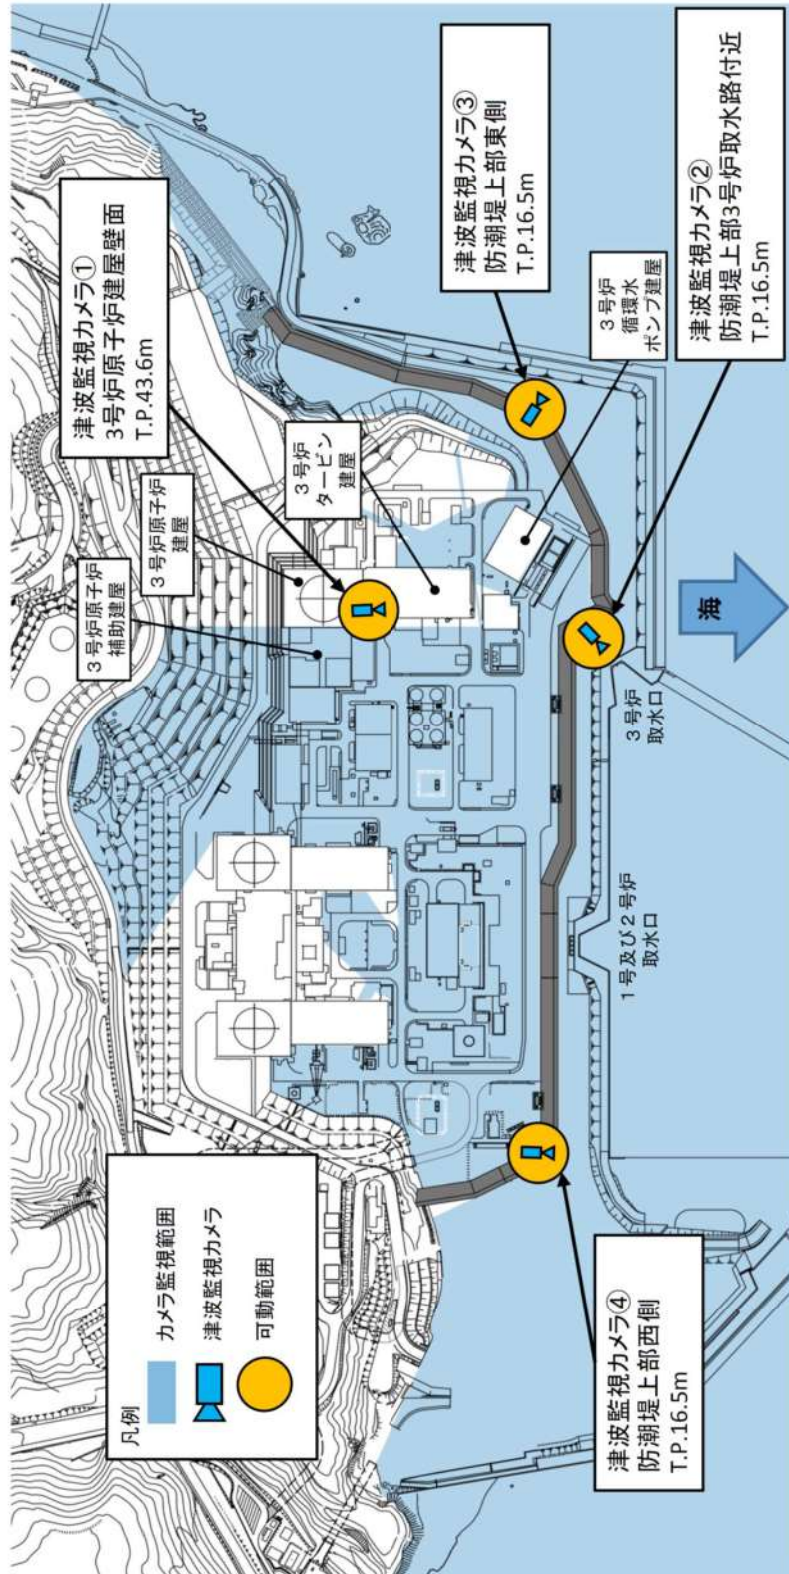 凡例
カメラ監視範囲
津波監視カメラ
可動範囲
3号炉原子炉
補助建屋
3号炉原子炉
建屋
津波監視カメラ①
3号炉原子炉建屋壁面
T.P.43.6m
3号炉
タービン
建屋
津波監視カメラ③
防潮堤上部東側
T.P.16.5m
3号炉
循環水
ポンプ建屋
津波監視カメラ②
防潮堤上部3号炉取水路付近
T.P.16.5m
海
3号炉
取水口
1号及び2号炉
取水口
津波監視カメラ④
防潮堤上部西側
T.P.16.5m